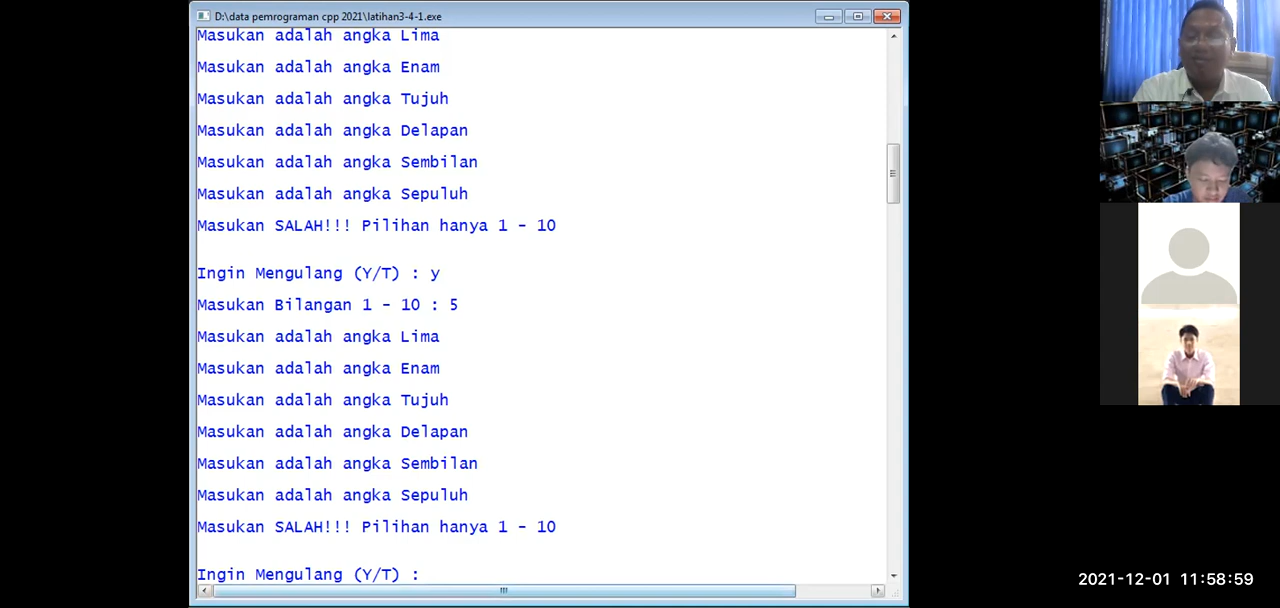 D:\data pemrograman cpp 2021\latihan3-4-1.exe
Masukan adalah angka Lima
Masukan adalah angka Enam
Masukan adalah angka Tujuh
Masukan adalah angka Delapan
Masukan adalah angka Sembilan
Masukan adalah angka Sepuluh
Masukan SALAH!!! Pilihan hanya 1 - 10
Ingin Mengulang (Y/T) : y
Masukan Bilangan 1 - 10 : 5
Masukan adalah angka Lima
Masukan adalah angka Enam
Masukan adalah angka Tujuh
Masukan adalah angka Delapan
Masukan adalah angka Sembilan
Masukan adalah angka Sepuluh
Masukan SALAH!!! Pilihan hanya 1 - 10
Ingin Mengulang (Y/T) :
2021-12-01 11:58:59